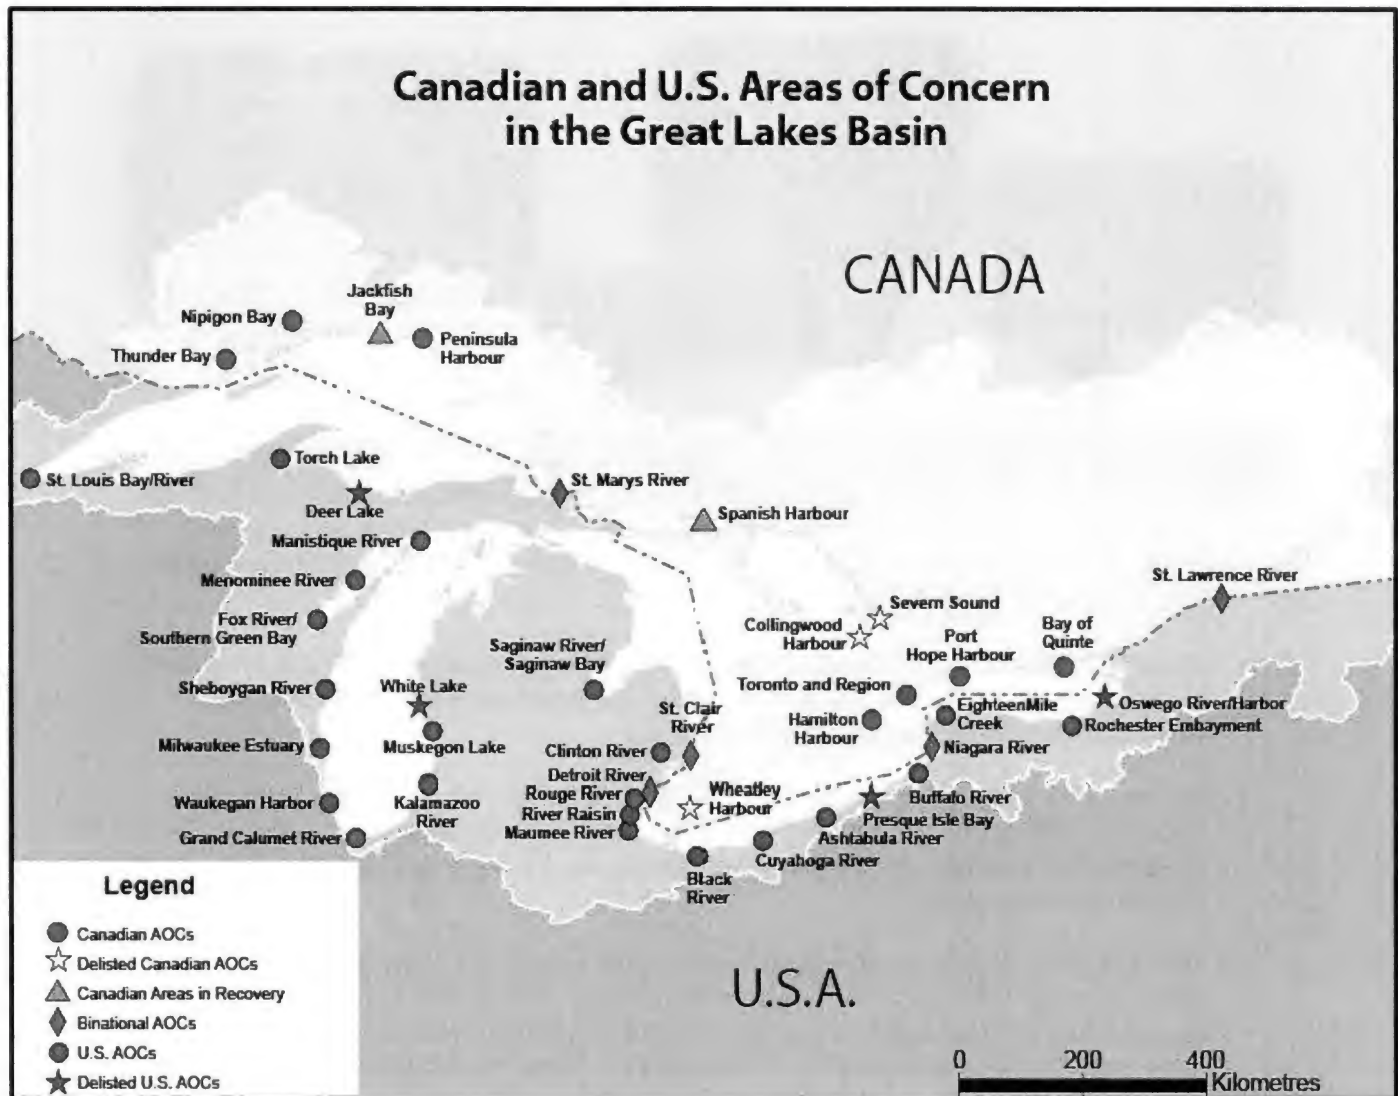 Canadian and U.S. Areas of Concern
in the Great Lakes Basin
CANADA
Jackfish
Bay
Nipigon Bay
Peninsula
Harbour
Thunder Bay
Torch Lake
St. Louis Bay/River
St. Marys River
Deer Lake
Spanish Harbour
Manistique River
Menominee River
St. Lawrence River
Fox River/
Southern Green Bay
Severn Sound
Collingwood
Harbour
Port
Hope Harbour
Bay of
Quinte
Saginaw River/
Saginaw Bay
Sheboygan River
White Lake
Toronto and Region
Oswego River/Harbor
St. Clair
River
Hamilton
Harbour
EighteenMile
Creek
Rochester Embayment
Milwaukee Estuary
Muskegon Lake
Clinton River
Niagara River
Detroit River
Rouge River
River Raisin
Maumee River
Wheatley
Harbour
Buffalo River
Waukegan Harbor
Kalamazoo
River
Presque Isle Bay
Ashtabula River
Grand Calumet River
Cuyahoga River
Black
River
Legend
Canadian AOCs
Delisted Canadian AOCs
Canadian Areas in Recovery
Binational AOCs
U.S. AOCs
Delisted U.S. AOCs
U.S.A.
0 200 400
Kilometres